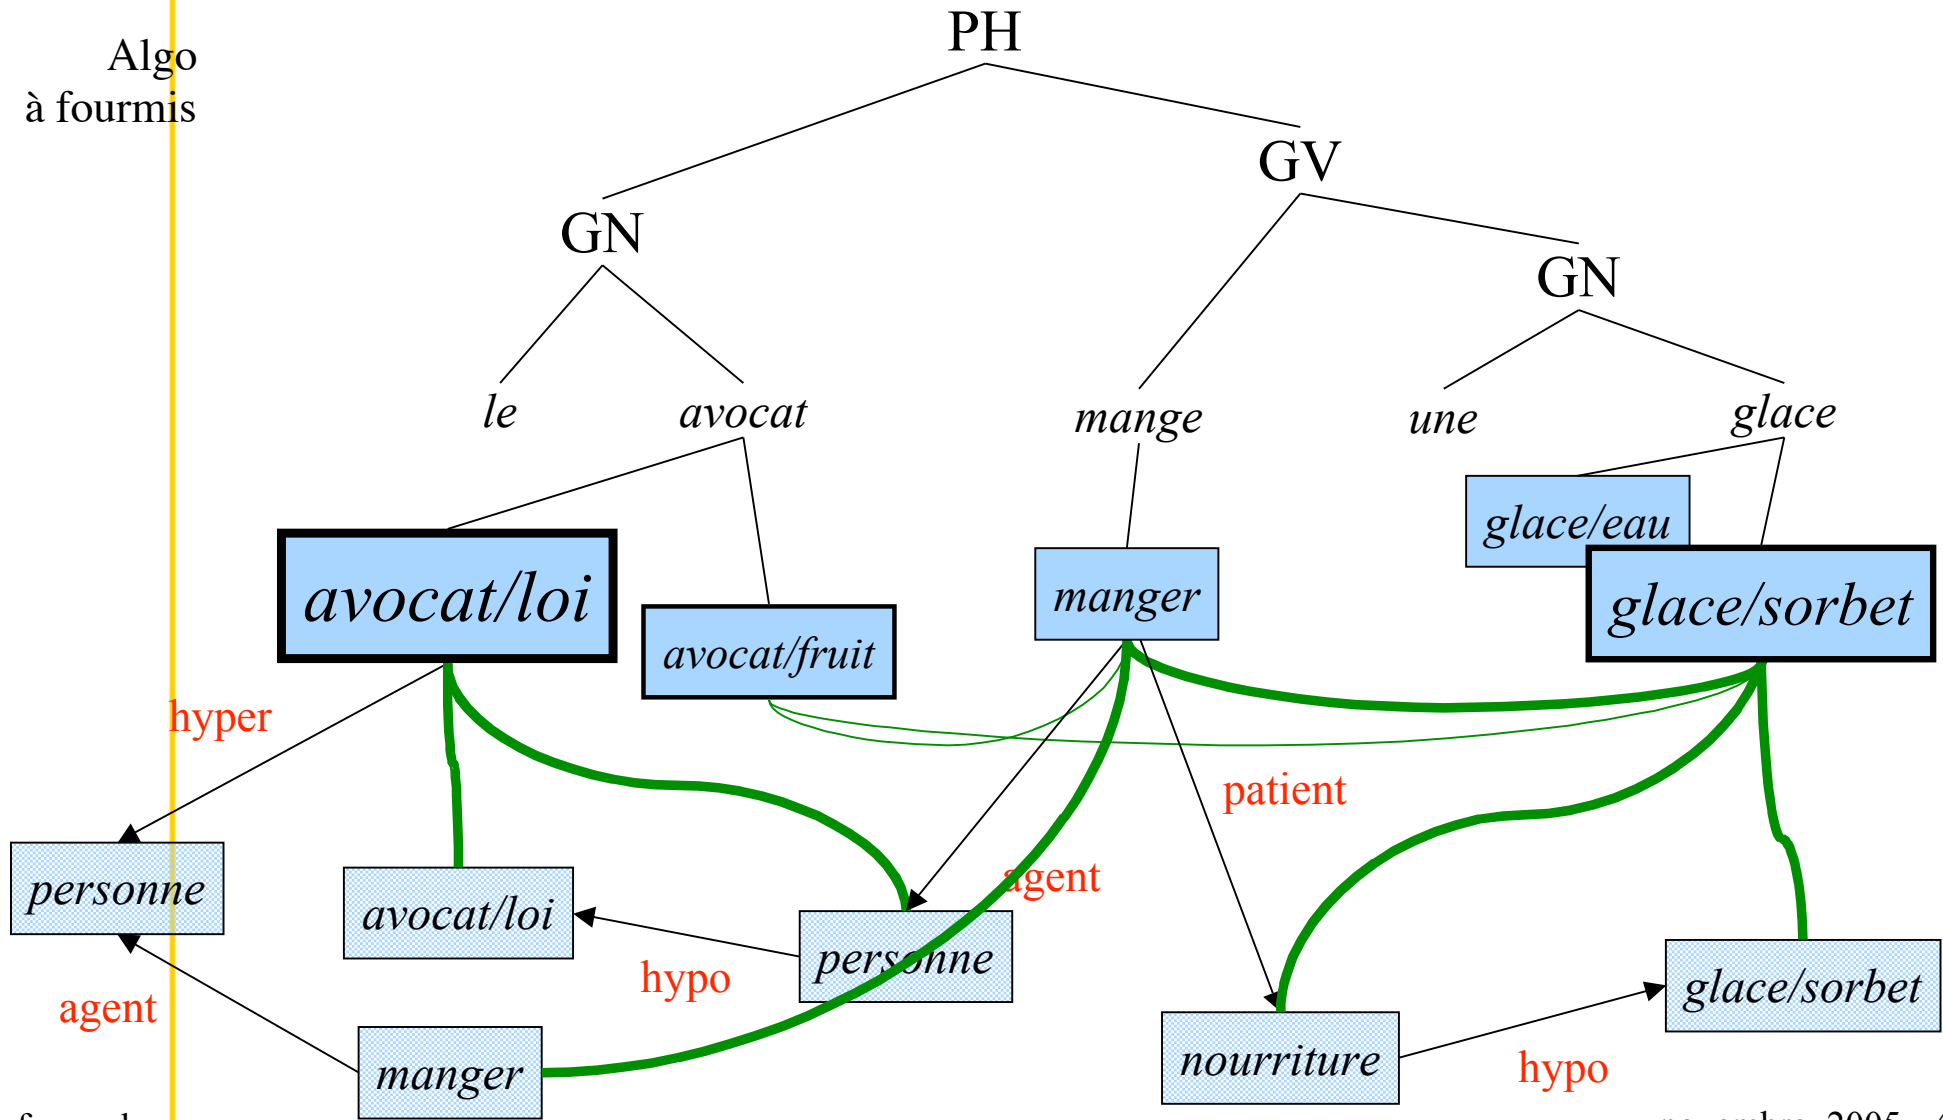 Algo
à fourmis
PH
GV
GN
GN
le
avocat
mange
une
glace
glace/eau
avocat/loi
avocat/fruit
manger
glace/sorbet
hyper
patient
personne
avocat/loi
agent
personne
hypo
agent
manger
nourriture
glace/sorbet
hypo
2005